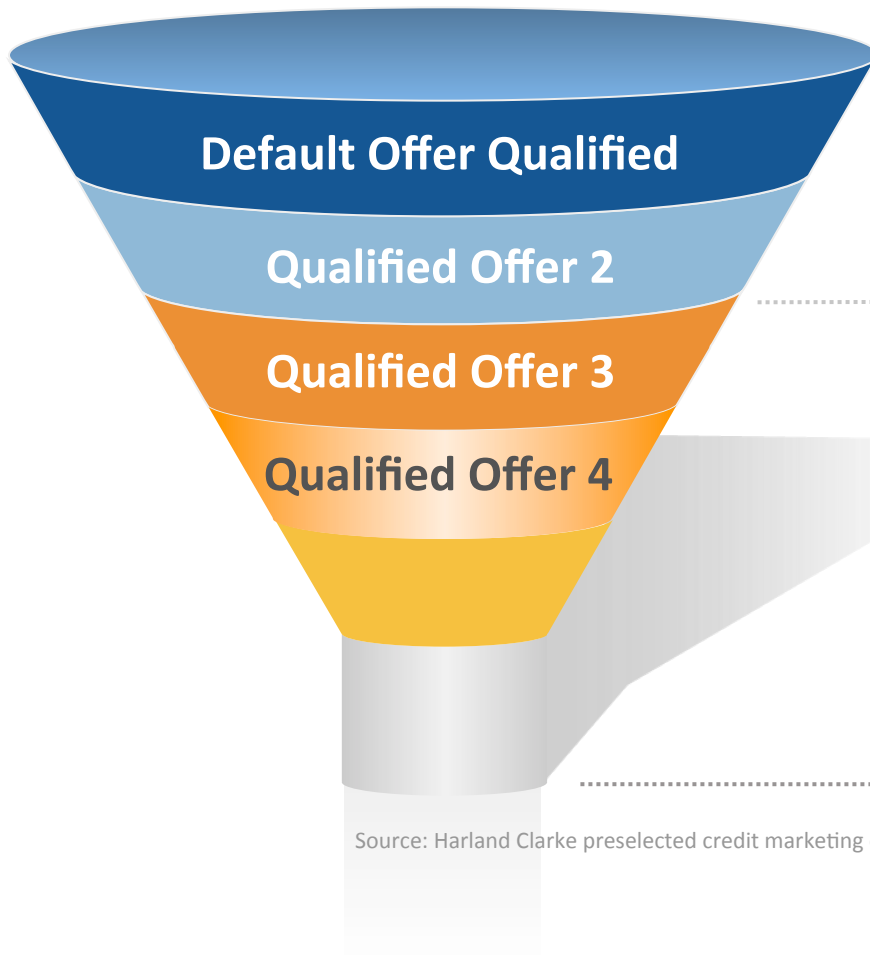 Default Offer Qualified
Qualified Offer 2
Qualified Offer 3
Qualified Offer 4
Source: Harland Clarke preselected credit marketing